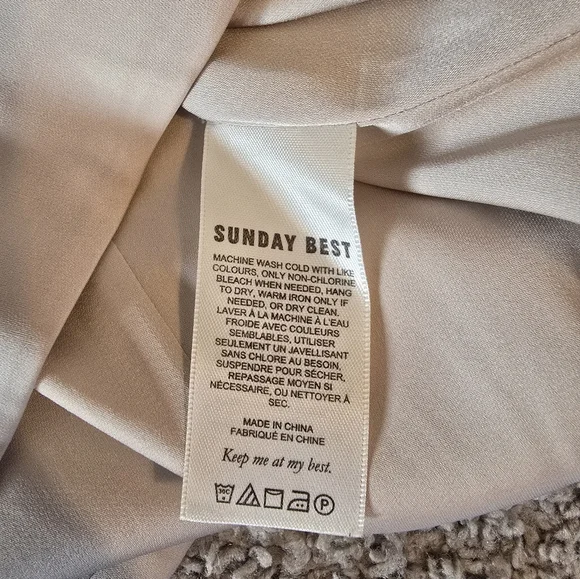 SUNDAY BEST
MACHINE WASH COLD WITH LIKE
COLOURS, ONLY NON-CHLORINE
BLEACH WHEN NEEDED, HANG
TO DRY, WARM IRON ONLY IF
NEEDED, OR DRY CLEAN.
LAVER À LA MACHINE À L'EAU
FROIDE AVEC COULEURS
SEMBLABLES, UTILISER
SEULEMENT UN JAVELLISANT
SANS CHLORE AU BESOIN,
SUSPENDRE POUR SÉCHER,
REPASSAGE MOYEN SI
NÉCESSAIRE, OU NETTOYER À
SEC.
MADE IN CHINA
FABRIQUÉ EN CHINE
Keep me at my best.
30C P